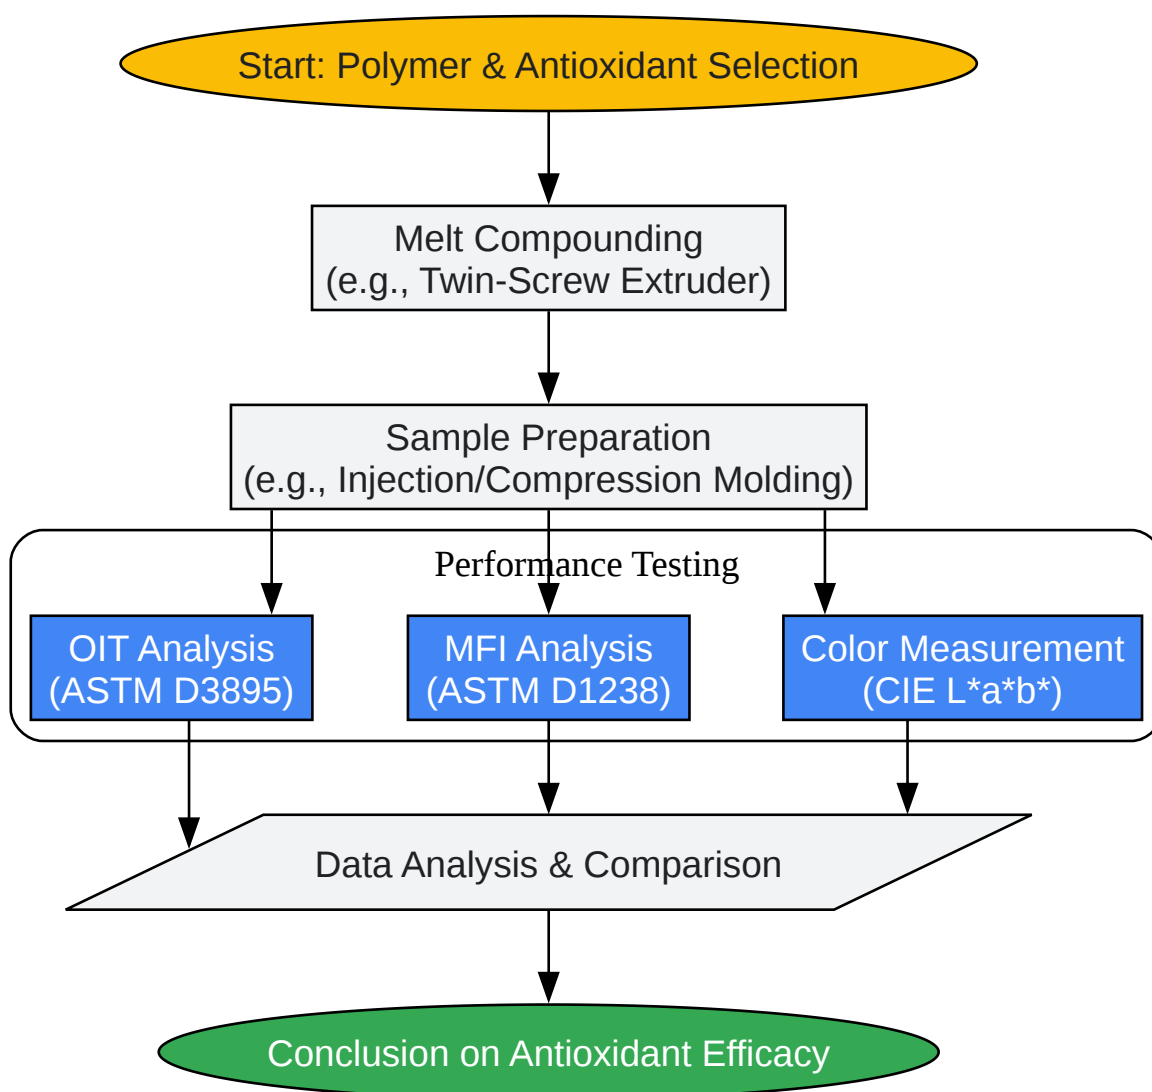 Start: Polymer & Antioxidant Selection
Melt Compounding
(e.g., Twin-Screw Extruder)
Sample Preparation
(e.g., Injection/Compression Molding)
Performance Testing
OIT Analysis
(ASTM D3895)
MFI Analysis
(ASTM D1238)
Color Measurement
(CIE L*a*b*)
Data Analysis & Comparison
Conclusion on Antioxidant Efficacy